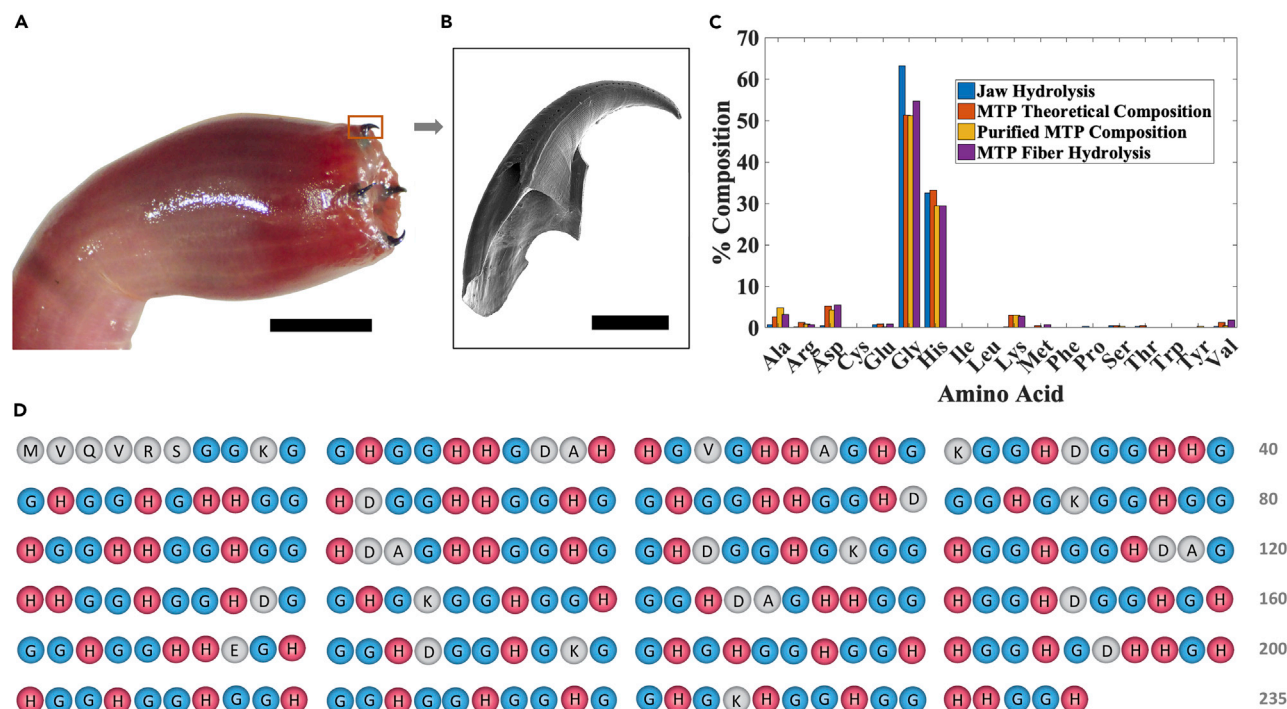 A
B
C
70
60
50
40
30
20
10
0
% Composition
Jaw Hydrolysis
MTP Theoretical Composition
Purified MTP Composition
MTP Fiber Hydrolysis
Ala Arg Asp Cys Glu Gly His Ile Leu Lys Met Phe Pro Ser Thr Trp Tyr Val
Amino Acid
D
M V Q V R S G G K G G H G G H H G D A H H G V G H H A G H G K G G H D G G H H G 40
G H G G H G H H G G H D G G H H G G H G G H G G H H G G H D G G H G K G G H G G 80
H G G H H G G H G G H D A G H H G G H G G H D G G H G K G G H G G H G G H D A G 120
H H G G H G G H D G G H G K G G H G G H G G H D A G H H G G H G G H D G G H G H 160
G G H G G H H E G H G G H D G G H G K G G H G H G G H G G H H G G H G D H H G H 200
H G G H G G H G G H G G H G G H G G H G G H G K H G G H G G H H G G H 235